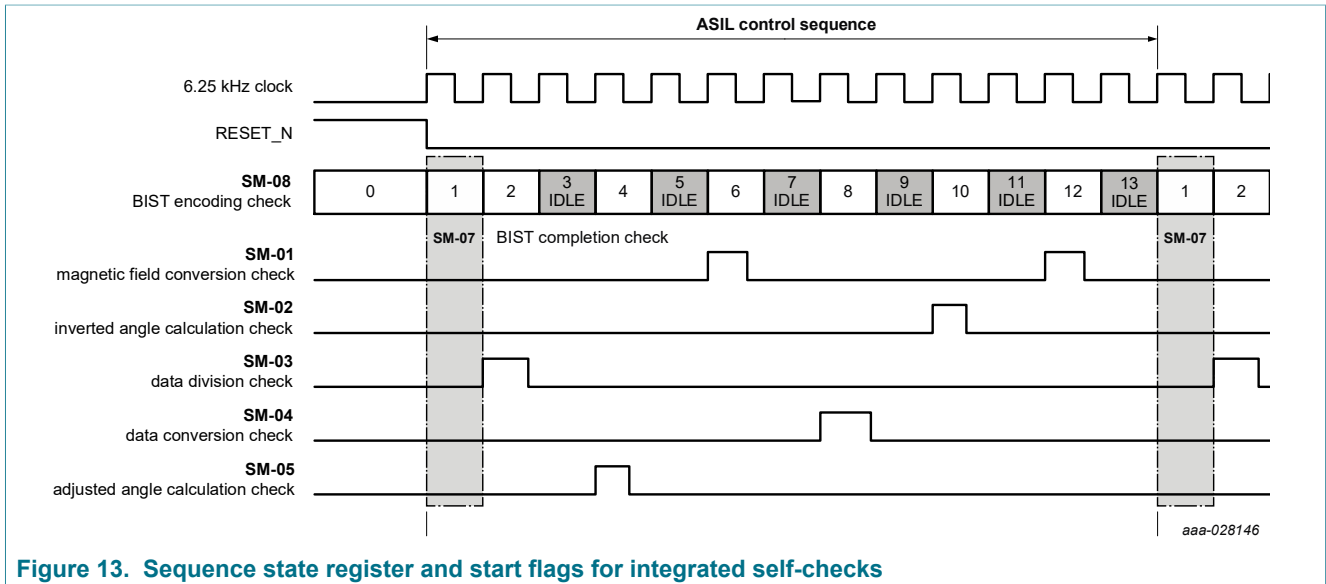 ASIL control sequence
6.25 kHz clock
RESET_N
SM-08
BIST encoding check
0 1 2 3 IDLE 4 5 IDLE 6 7 IDLE 8 9 IDLE 10 11 IDLE 12 13 IDLE 1 2
SM-07 BIST completion check SM-07
SM-01
magnetic field conversion check
SM-02
inverted angle calculation check
SM-03
data division check
SM-04
data conversion check
SM-05
adjusted angle calculation check
aaa-028146
Figure 13. Sequence state register and start flags for integrated self-checks